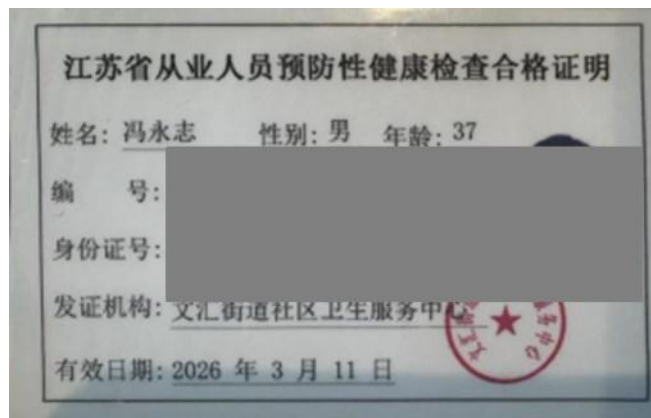 江苏省从业人员预防性健康检查合格证明
姓名: 冯永志 性别: 男 年龄: 37
编 号:
身份证号:
发证机构: 文汇街道社区卫生服务中心
有效日期: 2026 年 3 月 11 日